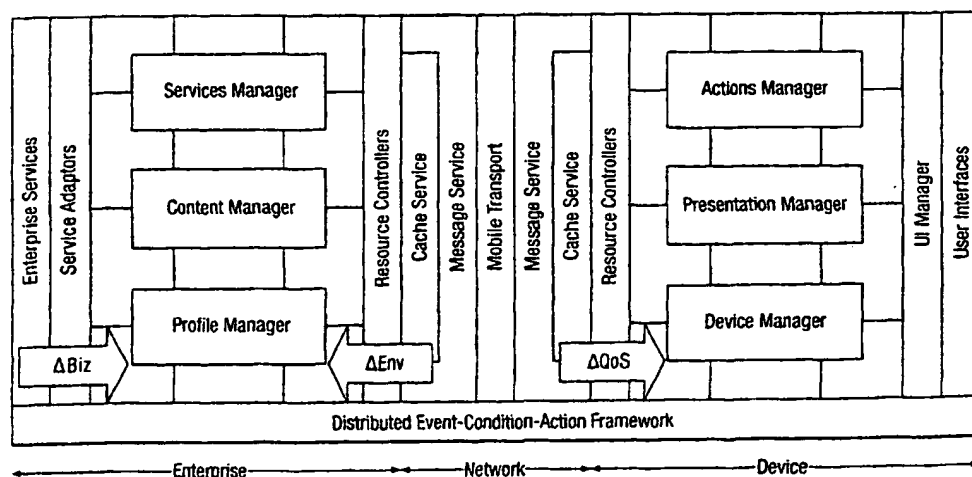 Enterprise Services
Service Adaptors
Services Manager
Content Manager
Profile Manager
ΔBiz
ΔEnv
Resource Controllers
Cache Service
Message Service
Mobile Transport
Message Service
Cache Service
Resource Controllers
ΔQoS
Actions Manager
Presentation Manager
Device Manager
UI Manager
User Interfaces
Distributed Event-Condition-Action Framework
Enterprise
Network
Device